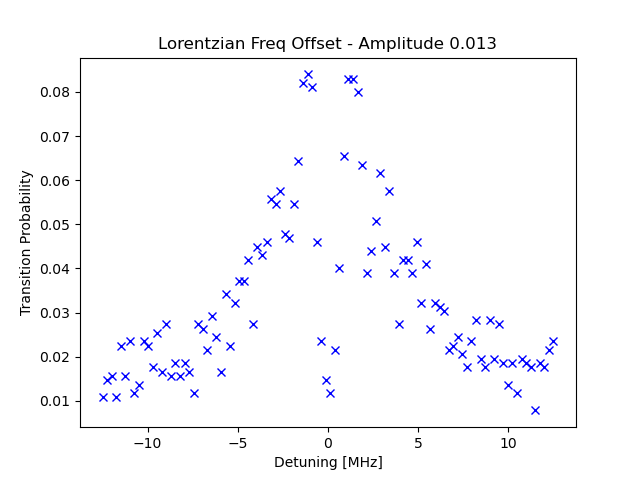 Lorentzian Freq Offset - Amplitude 0.013
Transition Probability
0.08
0.07
0.06
0.05
0.04
0.03
0.02
0.01
−10 −5 0 5 10
Detuning [MHz]